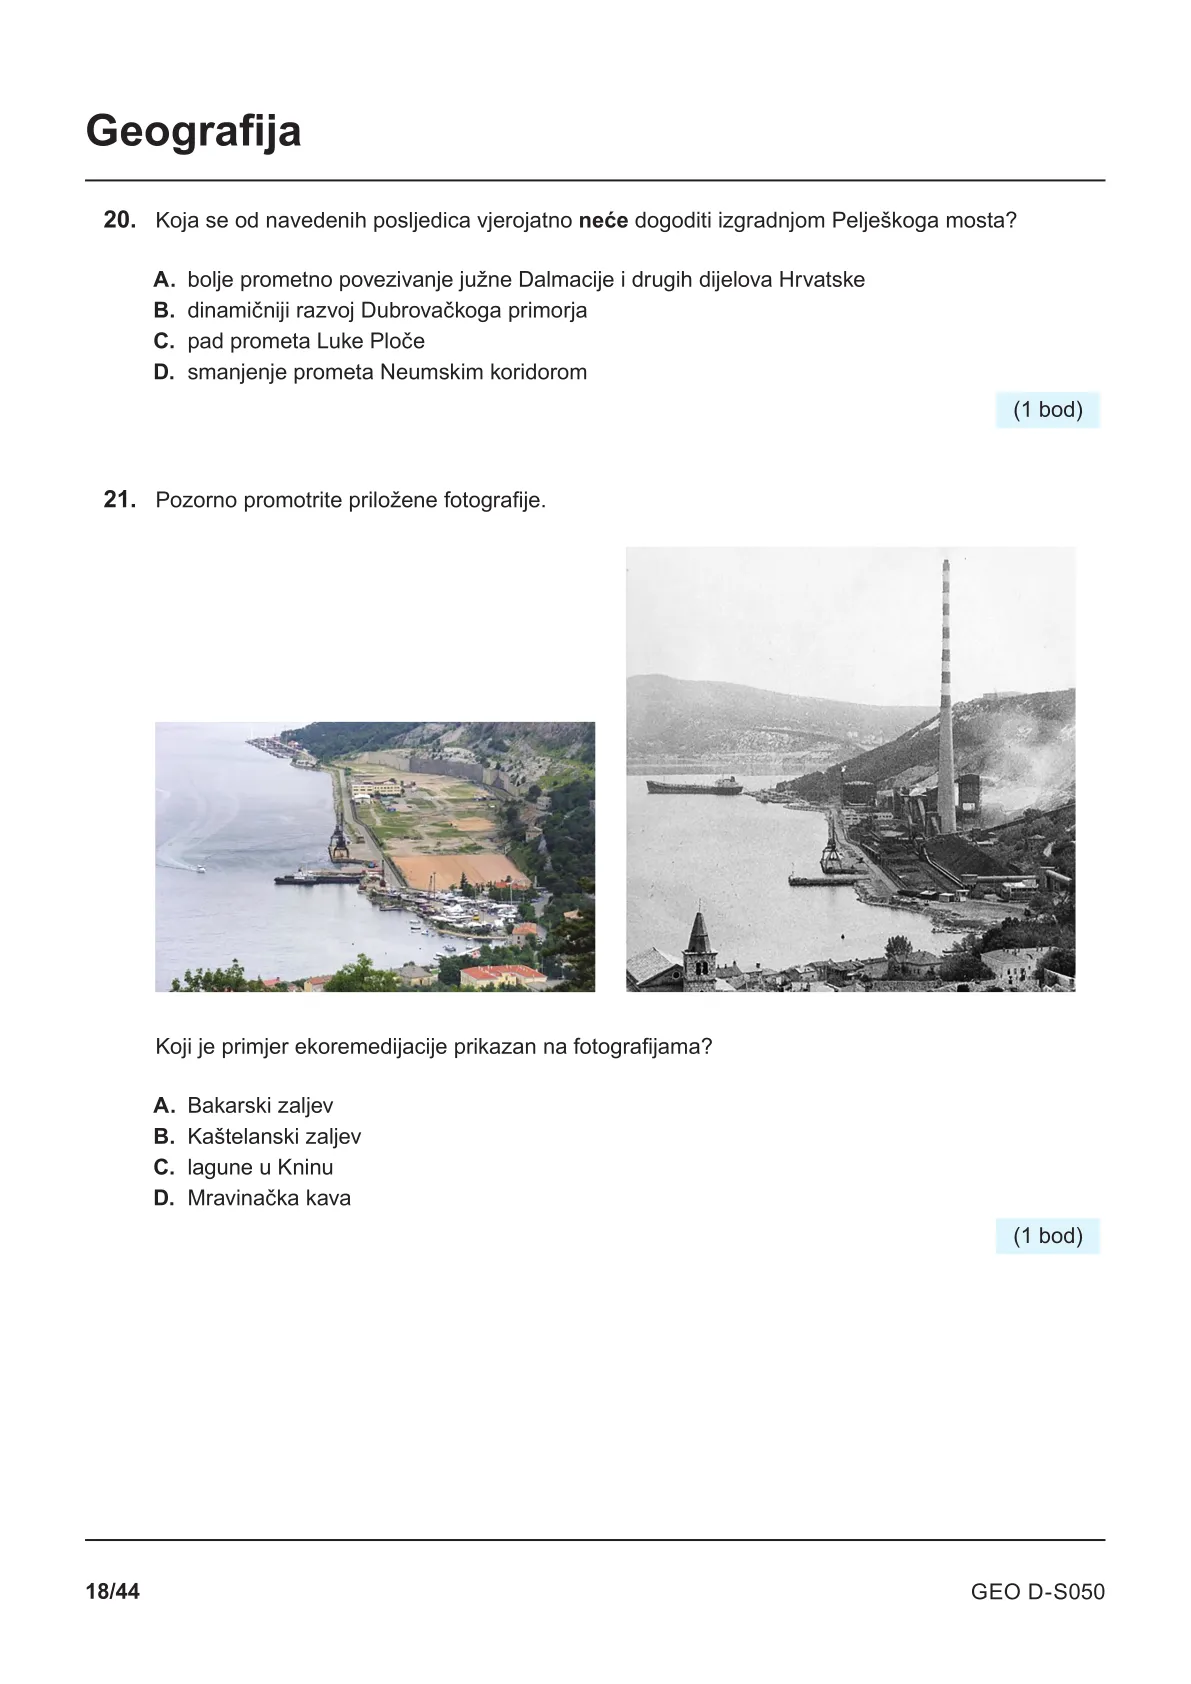 Geografija
20. Koja se od navedenih posljedica vjerojatno neće dogoditi izgradnjom Pelješkoga mosta?
A. bolje prometno povezivanje južne Dalmacije i drugih dijelova Hrvatske
B. dinamičniji razvoj Dubrovačkoga primorja
C. pad prometa Luke Ploče
D. smanjenje prometa Neumskim koridorom
(1 bod)
21. Pozorno promotrite priložene fotografije.
Koji je primjer ekoremedijacije prikazan na fotografijama?
A. Bakarski zaljev
B. Kaštelanski zaljev
C. lagune u Kninu
D. Mravinačka kava
(1 bod)
18/44
GEO D-S050